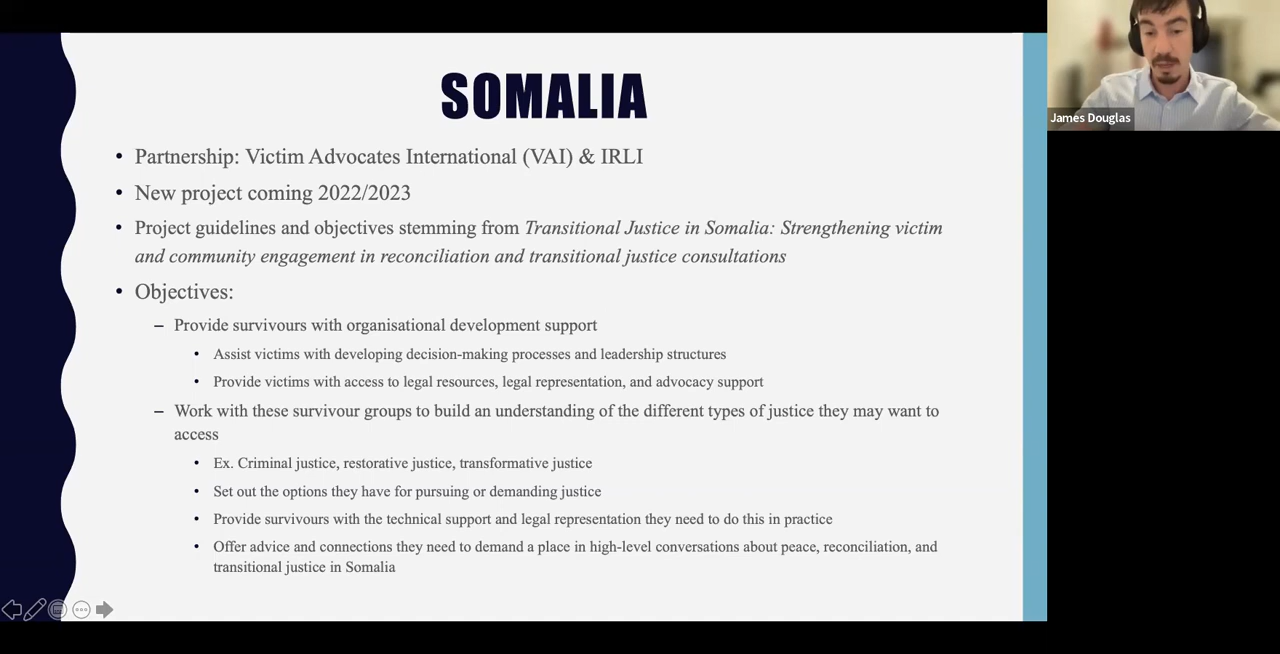 SOMALIA
• Partnership: Victim Advocates International (VAI) & IRLI
• New project coming 2022/2023
• Project guidelines and objectives stemming from Transitional Justice in Somalia: Strengthening victim
and community engagement in reconciliation and transitional justice consultations
• Objectives:
– Provide survivours with organisational development support
• Assist victims with developing decision-making processes and leadership structures
• Provide victims with access to legal resources, legal representation, and advocacy support
– Work with these survivour groups to build an understanding of the different types of justice they may want to
access
• Ex. Criminal justice, restorative justice, transformative justice
• Set out the options they have for pursuing or demanding justice
• Provide survivours with the technical support and legal representation they need to do this in practice
• Offer advice and connections they need to demand a place in high-level conversations about peace, reconciliation, and
transitional justice in Somalia
James Douglas